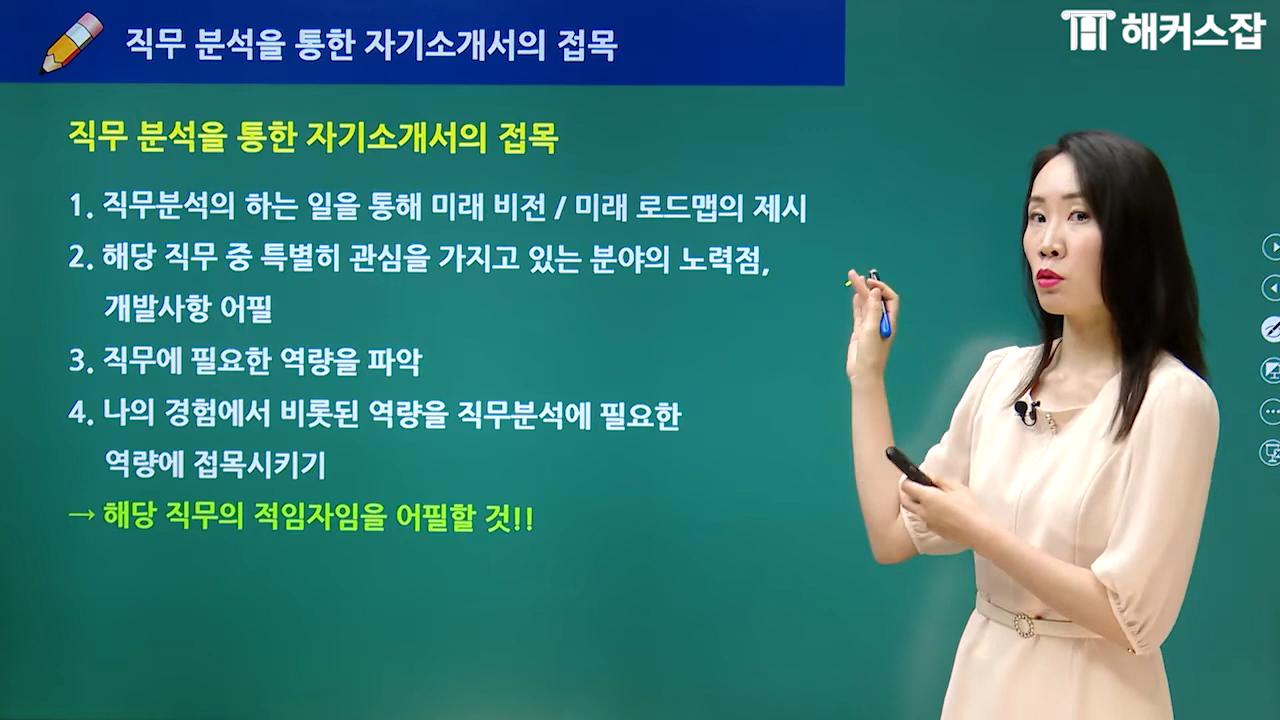 직무 분석을 통한 자기소개서의 접목
해커스잡
직무 분석을 통한 자기소개서의 접목
1. 직무분석의 하는 일을 통해 미래 비전 / 미래 로드맵의 제시
2. 해당 직무 중 특별히 관심을 가지고 있는 분야의 노력점,
개발사항 어필
3. 직무에 필요한 역량을 파악
4. 나의 경험에서 비롯된 역량을 직무분석에 필요한
역량에 접목시키기
→ 해당 직무의 적임자임을 어필할 것!!